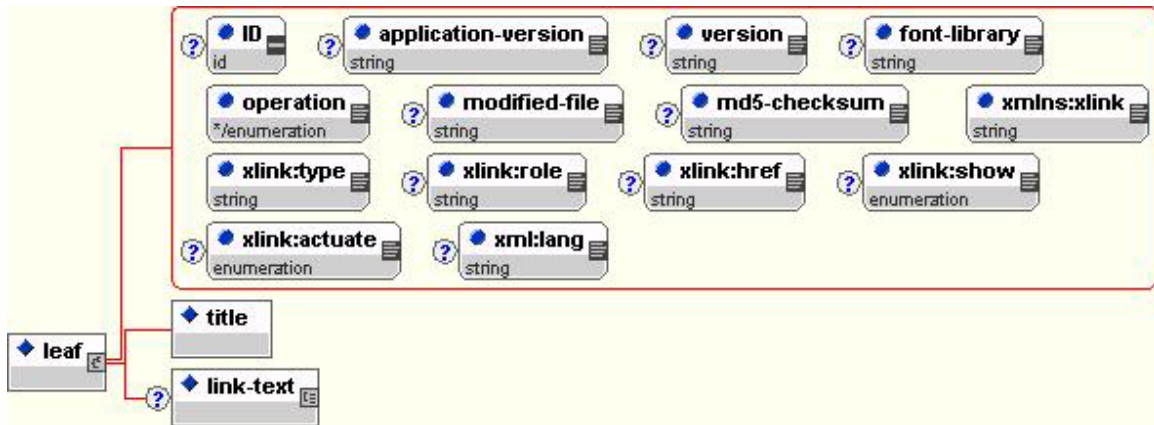 ID application-version version font-library
id string string string
operation modified-file md5-checksum xmlns:xlink
*/enumeration string string string
xlink:type xlink:role xlink:href xlink:show
string string string enumeration
xlink:actuate xml:lang
enumeration string
title
leaf
link-text